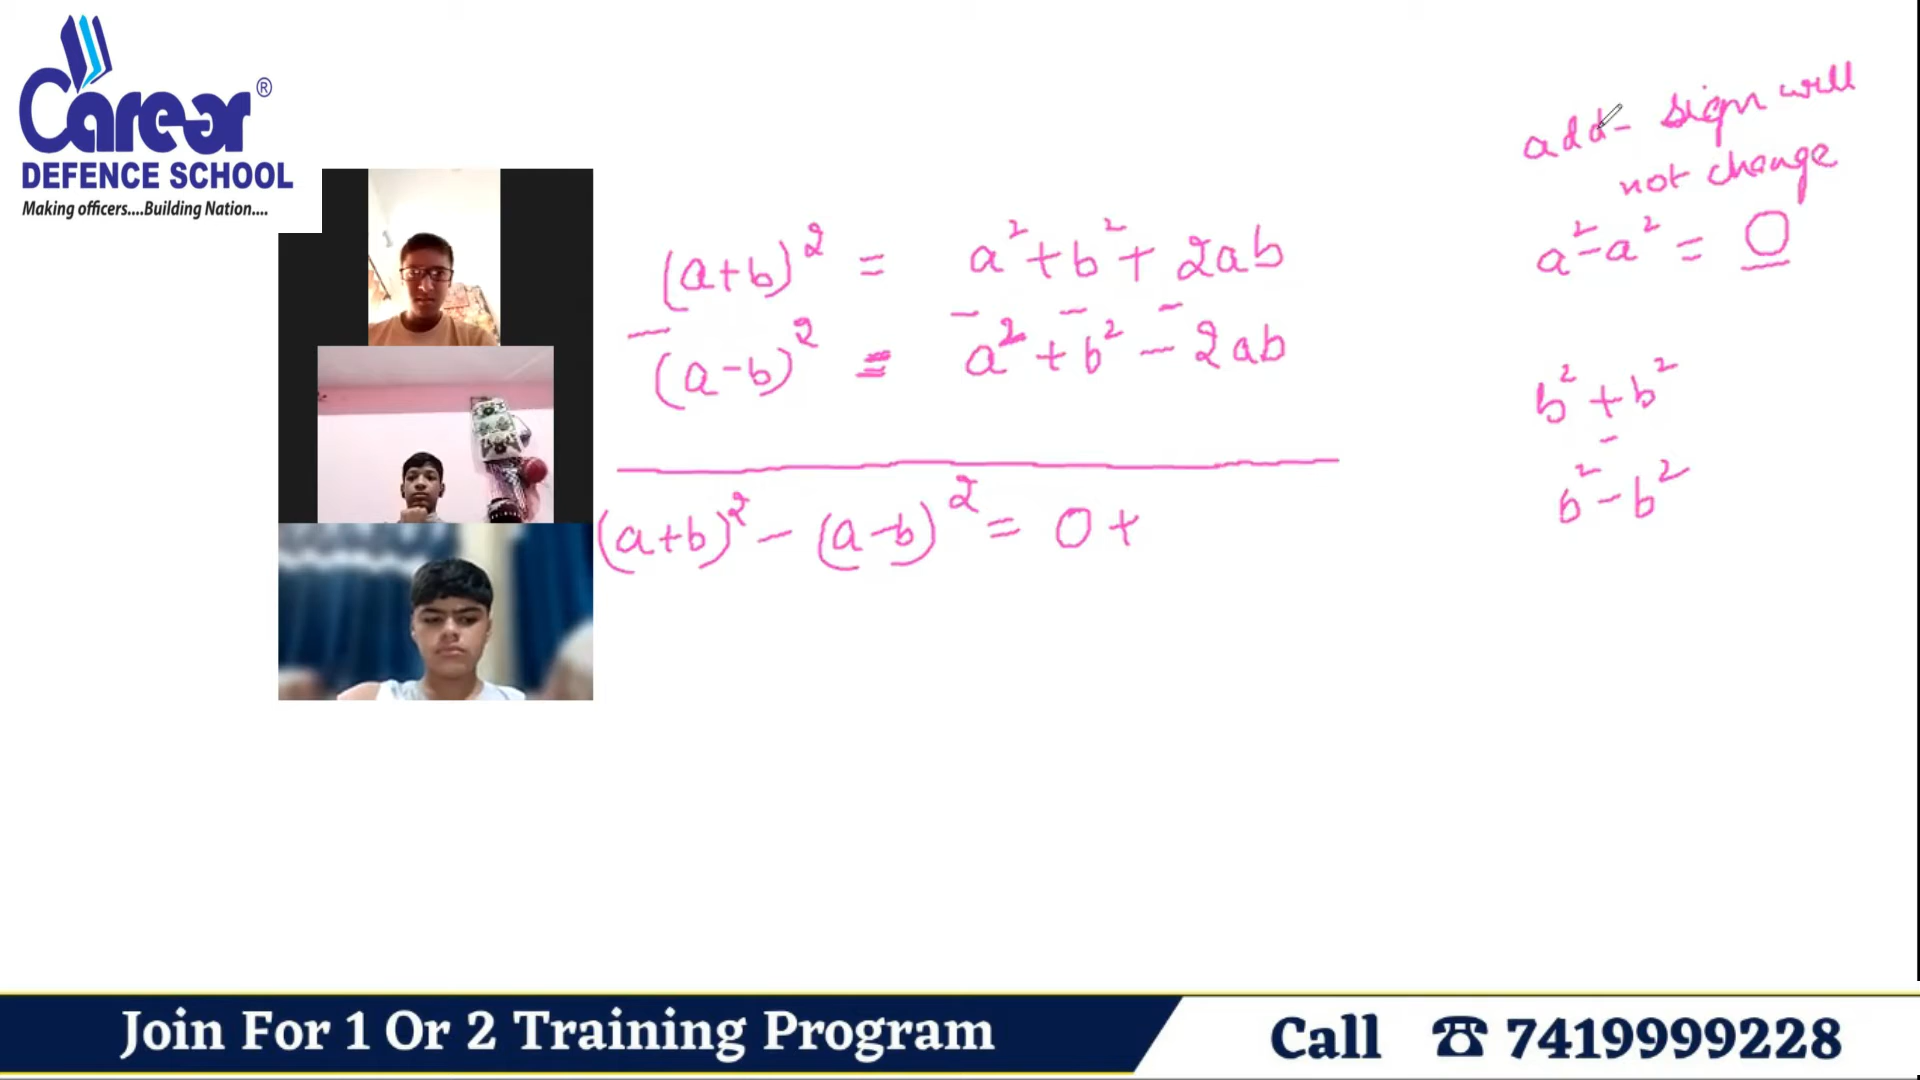 Carear®
DEFENCE SCHOOL
Making officers....Building Nation....
add- sign will
not change
(a+b)² = a²+b²+2ab
a²-a² = 0
— — — —
(a-b)² = a²+b²-2ab
b²+b²
-
b²-b²
(a+b)²-(a-b)² = 0+
Join For 1 Or 2 Training Program
Call ☎ 7419999228